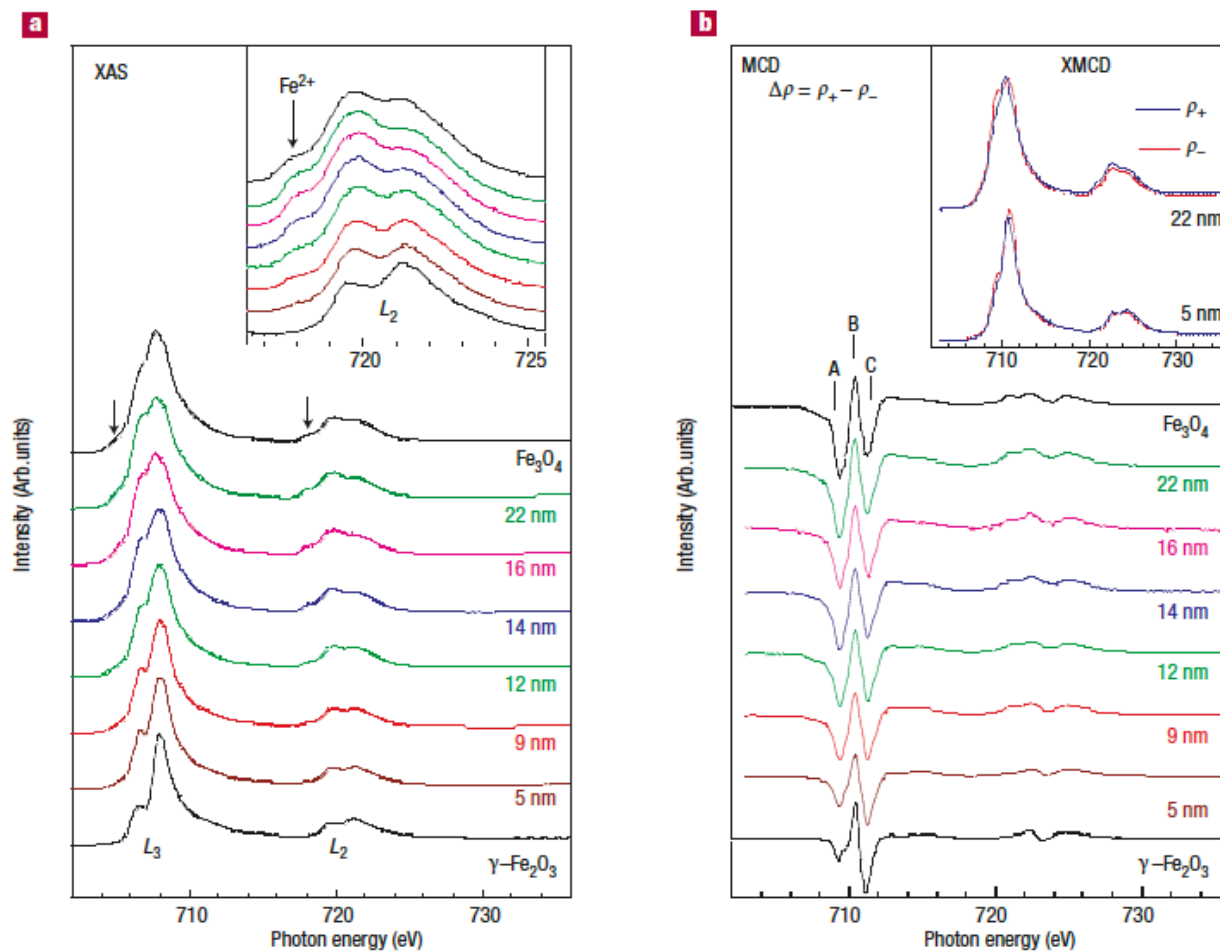 a
XAS
Fe²⁺
L₂
720 725
Fe₃O₄
22 nm
16 nm
14 nm
12 nm
9 nm
5 nm
L₃ L₂
γ–Fe₂O₃
710 720 730
Photon energy (eV)
Intensity (Arb.units)
b
MCD
Δρ = ρ₊ – ρ₋
XMCD
ρ₊
ρ₋
22 nm
5 nm
710 720 730
A B C
Fe₃O₄
22 nm
16 nm
14 nm
12 nm
9 nm
5 nm
γ–Fe₂O₃
710 720 730
Photon energy (eV)
Intensity (Arb.units)